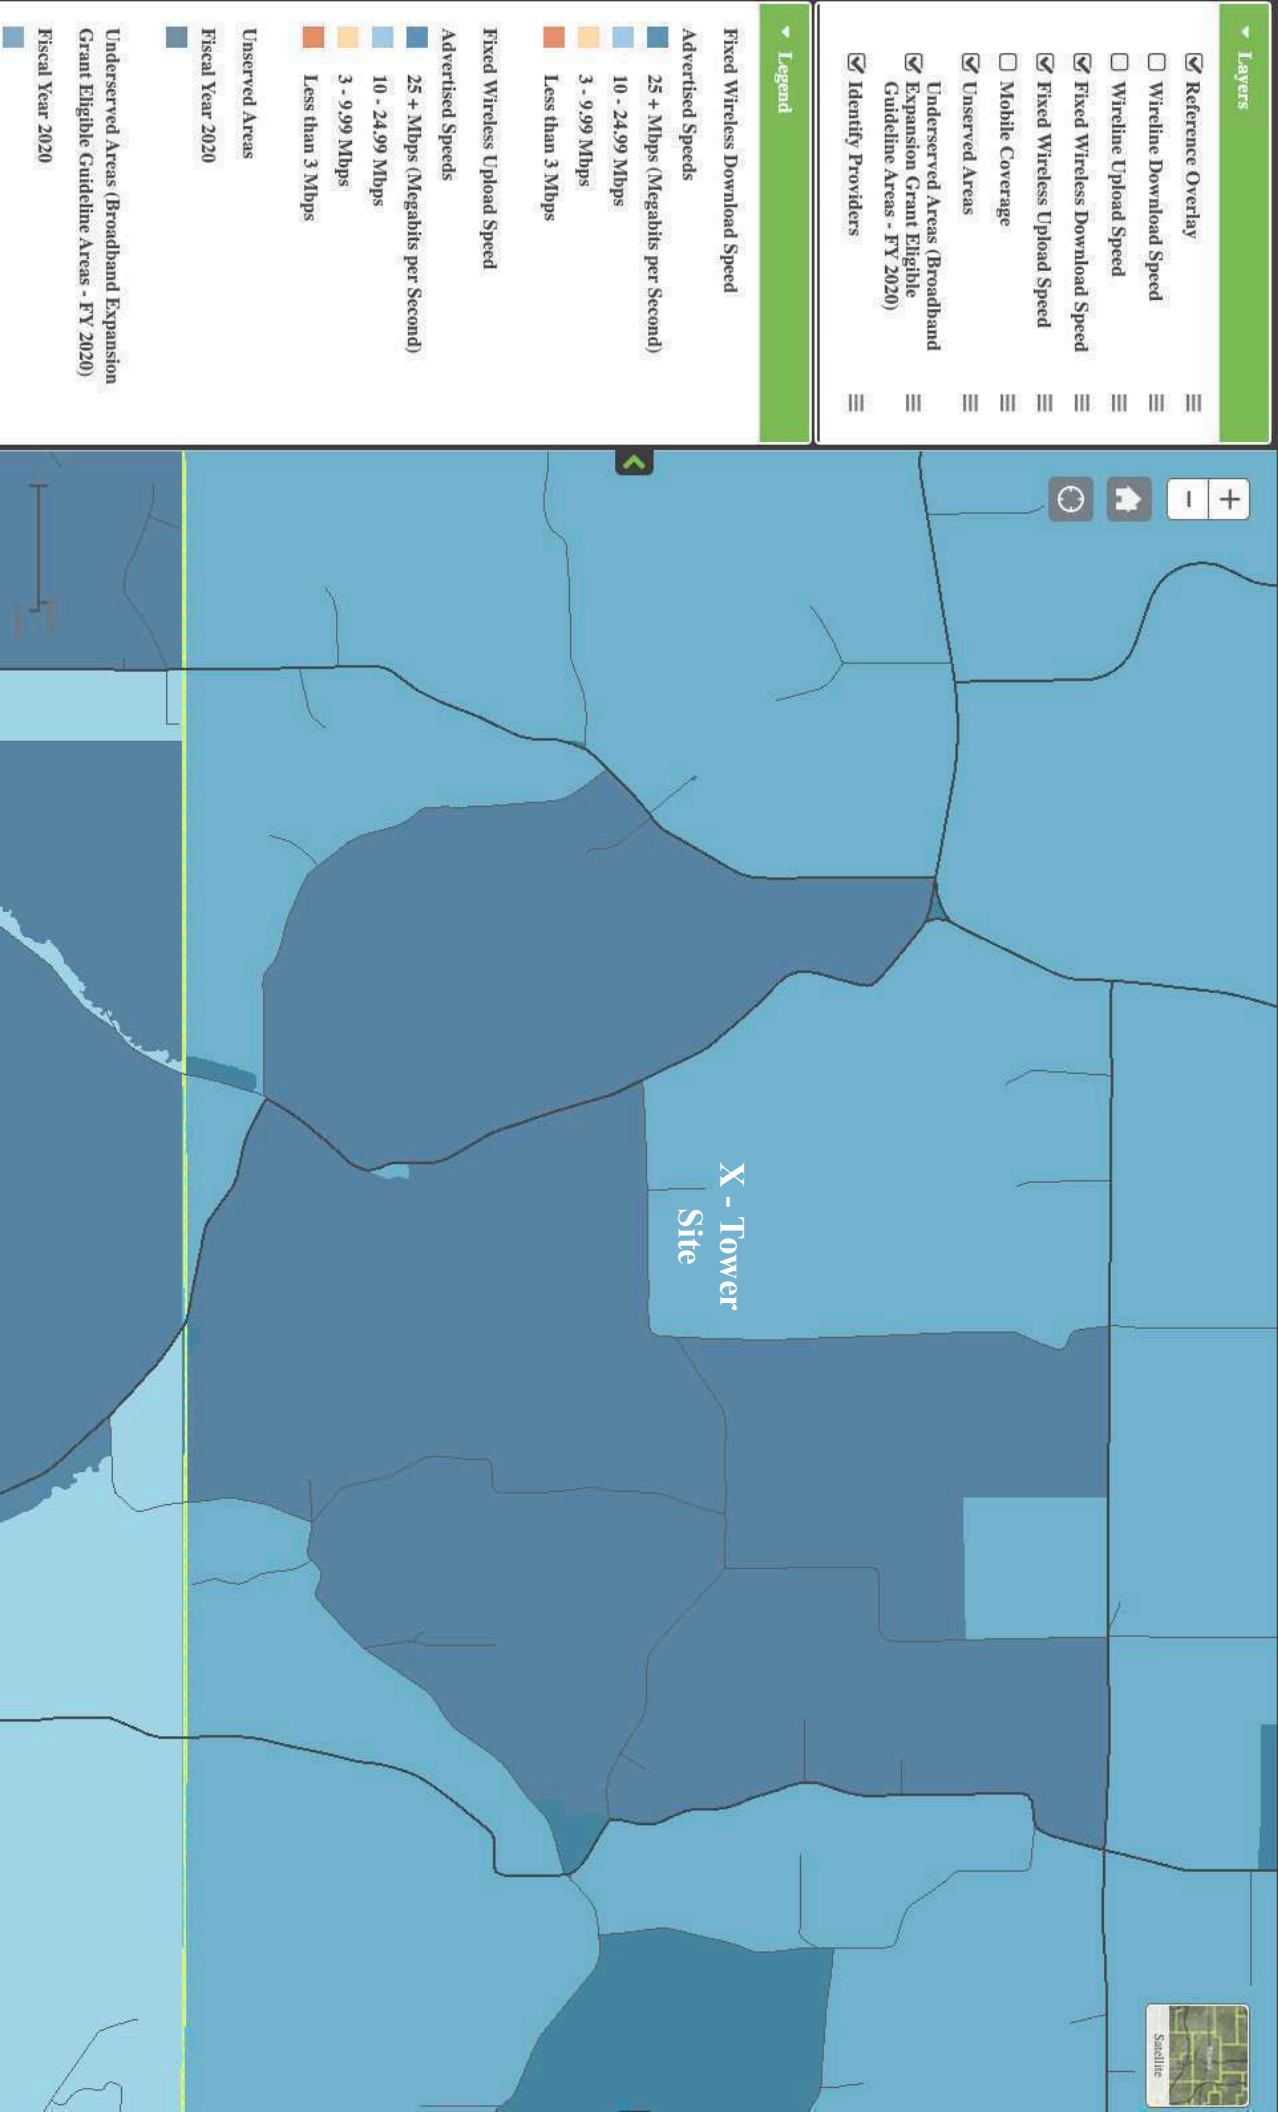 Layers
Reference Overlay
Wireline Download Speed
Wireline Upload Speed
Fixed Wireless Download Speed
Fixed Wireless Upload Speed
Mobile Coverage
Unserved Areas
Underserved Areas (Broadband
Expansion Grant Eligible
Guideline Areas - FY 2020)
Identify Providers
Legend
Fixed Wireless Download Speed
Advertised Speeds
25 + Mbps (Megabits per Second)
10 - 24.99 Mbps
3 - 9.99 Mbps
Less than 3 Mbps
Fixed Wireless Upload Speed
Advertised Speeds
25 + Mbps (Megabits per Second)
10 - 24.99 Mbps
3 - 9.99 Mbps
Less than 3 Mbps
Unserved Areas
Fiscal Year 2020
Underserved Areas (Broadband Expansion
Grant Eligible Guideline Areas - FY 2020)
Fiscal Year 2020
+
-
X - Tower
Site
Satellite